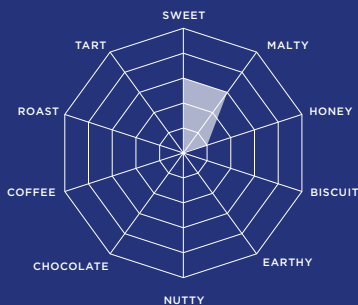 SWEET
TART
MALTY
ROAST
HONEY
COFFEE
BISCUIT
CHOCOLATE
EARTHY
NUTTY